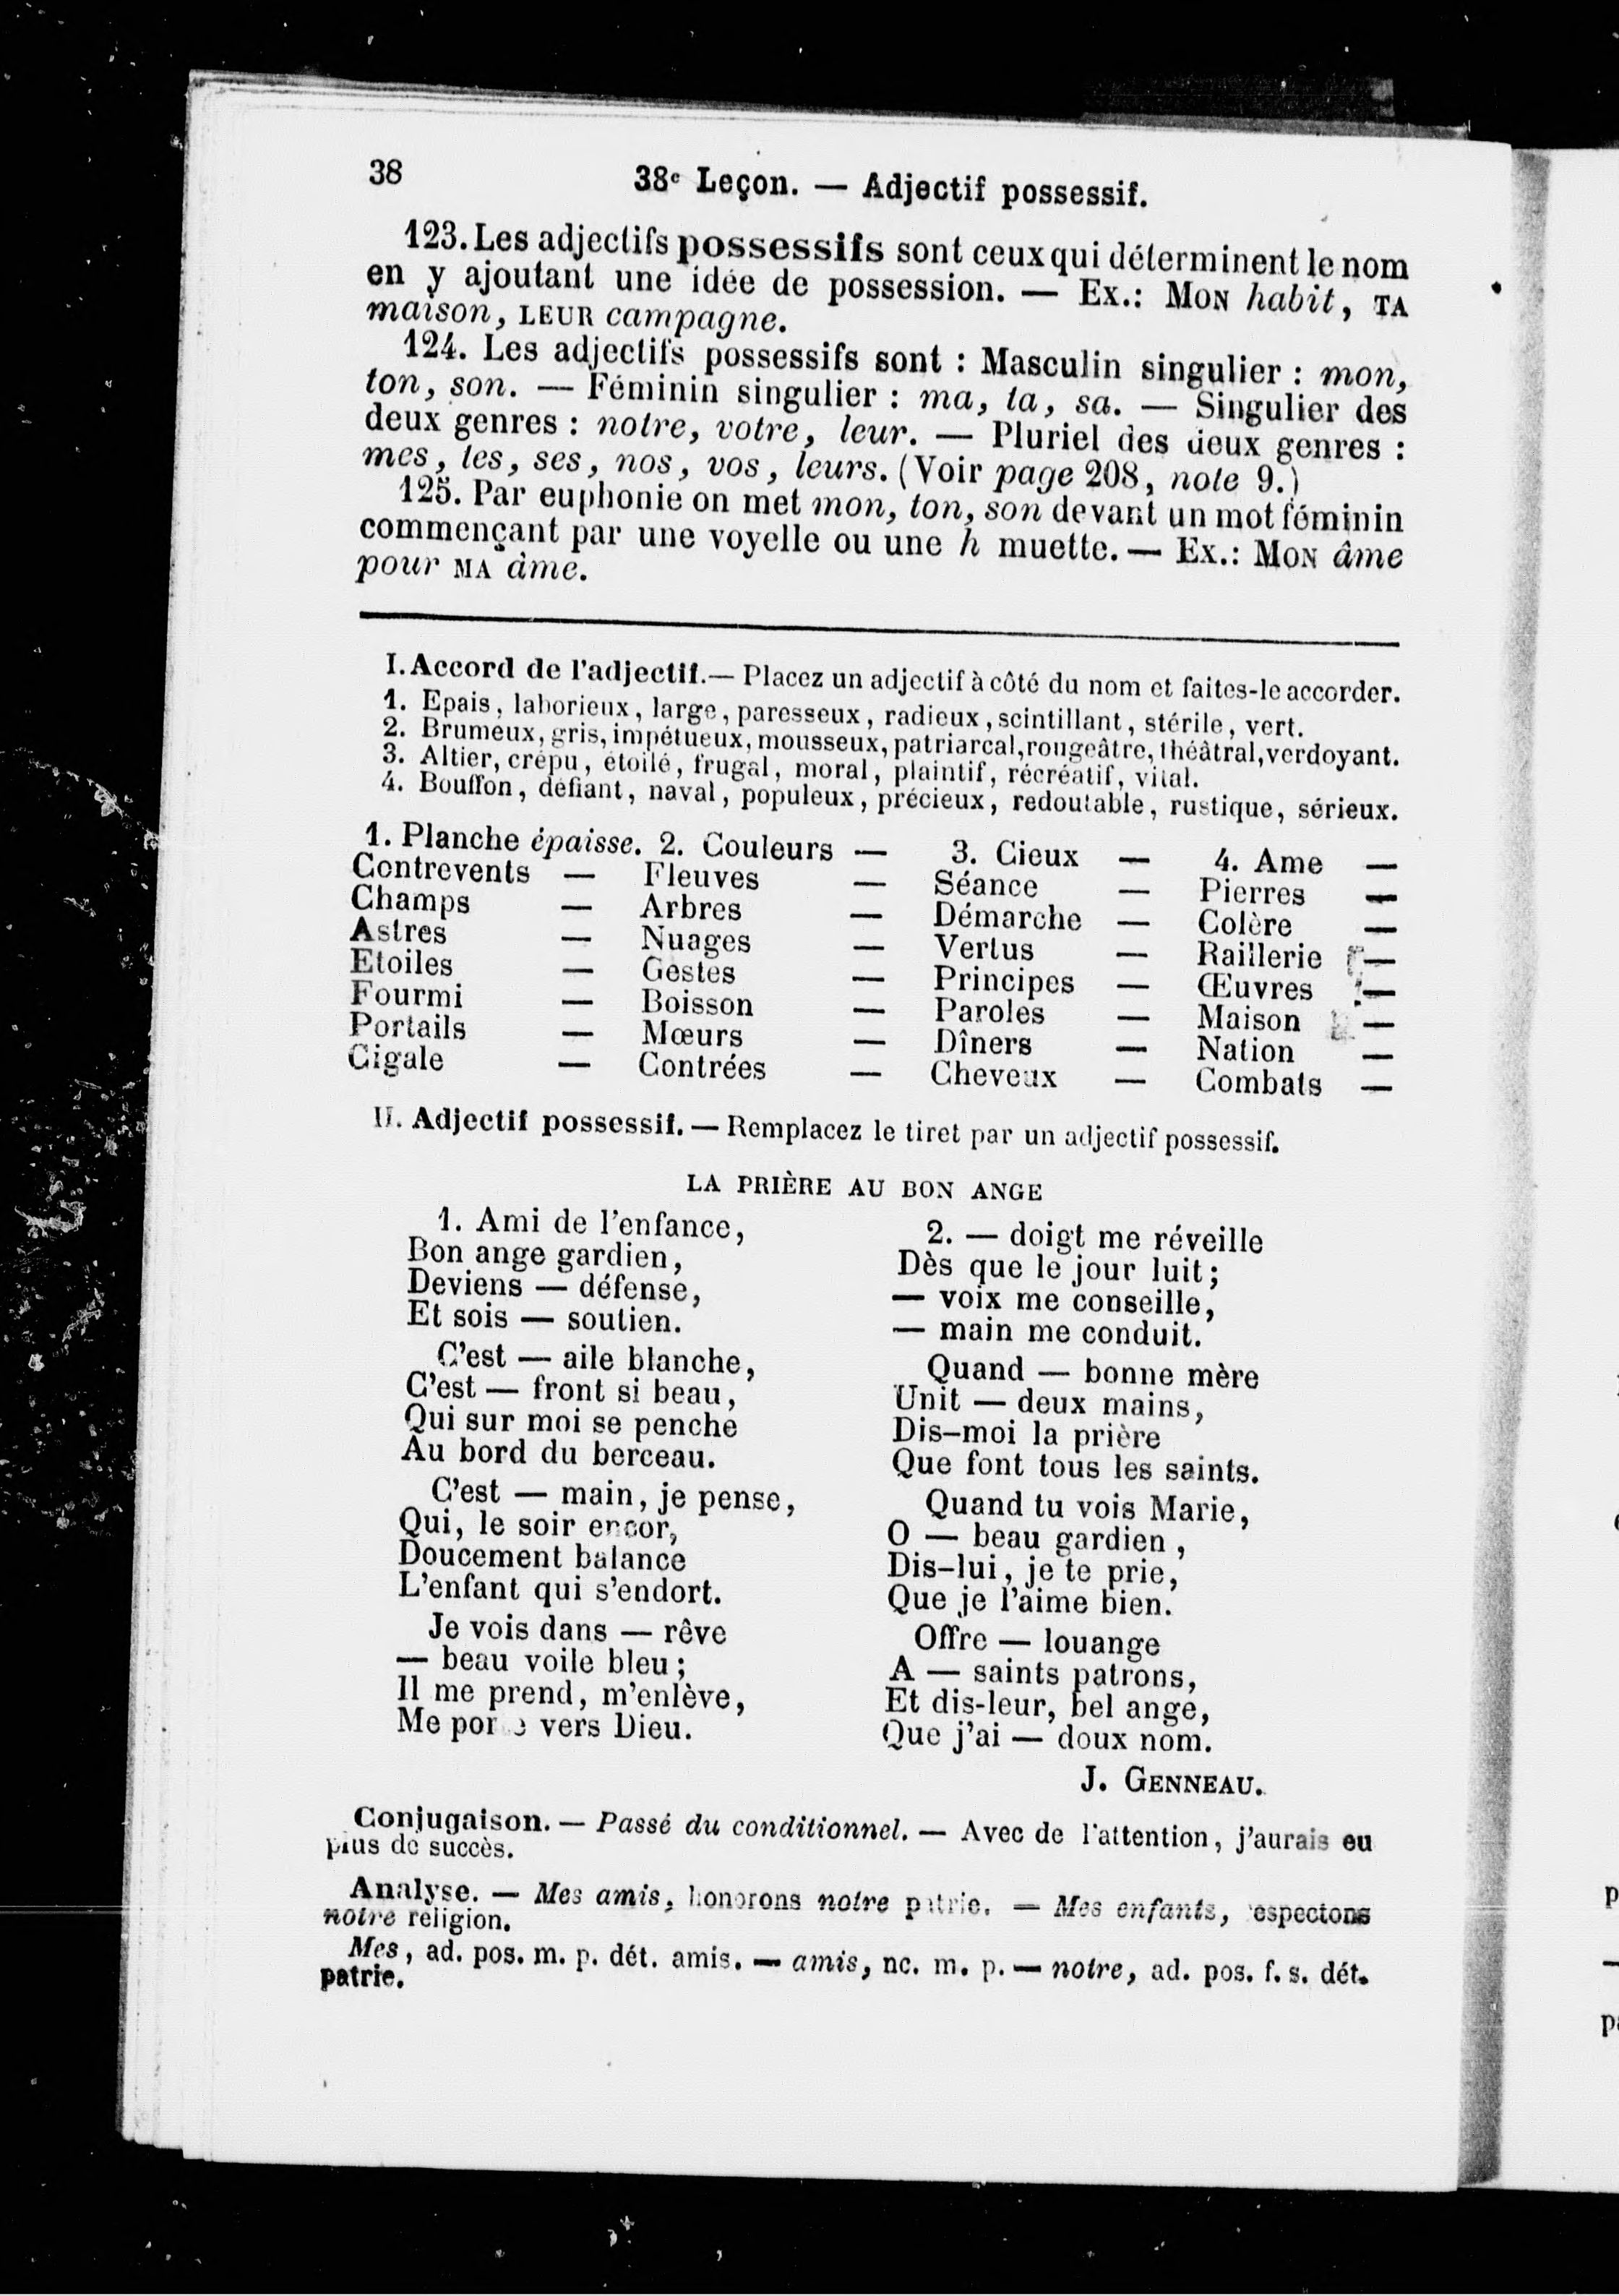 38
38e Leçon. — Adjectif possessif.
123. Les adjectifs possessifs sont ceux qui déterminent le nom
en y ajoutant une idée de possession. — Ex.: MON habit, TA
maison, LEUR campagne.
124. Les adjectifs possessifs sont : Masculin singulier : mon,
ton, son. — Féminin singulier : ma, ta, sa. — Singulier des
deux genres : notre, votre, leur. — Pluriel des deux genres :
mes, tes, ses, nos, vos, leurs. (Voir page 208, note 9.)
125. Par euphonie on met mon, ton, son devant un mot féminin
commençant par une voyelle ou une h muette. — Ex.: MON âme
pour MA âme.
I. Accord de l'adjectif. — Placez un adjectif à côté du nom et faites-le accorder.
1. Epais, laborieux, large, paresseux, radieux, scintillant, stérile, vert.
2. Brumeux, gris, impétueux, mousseux, patriarcal, rougeâtre, théâtral, verdoyant.
3. Altier, crépu, étoilé, frugal, moral, plaintif, récréatif, vital.
4. Bouffon, défiant, naval, populeux, précieux, redoutable, rustique, sérieux.
1. Planche épaisse. 2. Couleurs — 3. Cieux — 4. Ame —
Contrevents — Fleuves — Séance — Pierres —
Champs — Arbres — Démarche — Colère —
Astres — Nuages — Vertus — Raillerie —
Etoiles — Gestes — Principes — Œuvres —
Fourmi — Boisson — Paroles — Maison —
Portails — Mœurs — Dîners — Nation —
Cigale — Contrées — Cheveux — Combats —
II. Adjectif possessif. — Remplacez le tiret par un adjectif possessif.
LA PRIÈRE AU BON ANGE
1. Ami de l'enfance,
Bon ange gardien,
Deviens — défense,
Et sois — soutien.
C'est — aile blanche,
C'est — front si beau,
Qui sur moi se penche
Au bord du berceau.
C'est — main, je pense,
Qui, le soir encor,
Doucement balance
L'enfant qui s'endort.
Je vois dans — rêve
— beau voile bleu ;
Il me prend, m'enlève,
Me porte vers Dieu.
2. — doigt me réveille
Dès que le jour luit ;
— voix me conseille,
— main me conduit.
Quand — bonne mère
Unit — deux mains,
Dis-moi la prière
Que font tous les saints.
Quand tu vois Marie,
O — beau gardien,
Dis-lui, je te prie,
Que je l'aime bien.
Offre — louange
A — saints patrons,
Et dis-leur, bel ange,
Que j'ai — doux nom.
J. GENNEAU.
Conjugaison. — Passé du conditionnel. — Avec de l'attention, j'aurais eu
plus de succès.
Analyse. — Mes amis, honorons notre patrie. — Mes enfants, respectons
notre religion.
Mes, ad. pos. m. p. dét. amis. — amis, nc. m. p. — notre, ad. pos. f. s. dét.
patrie.